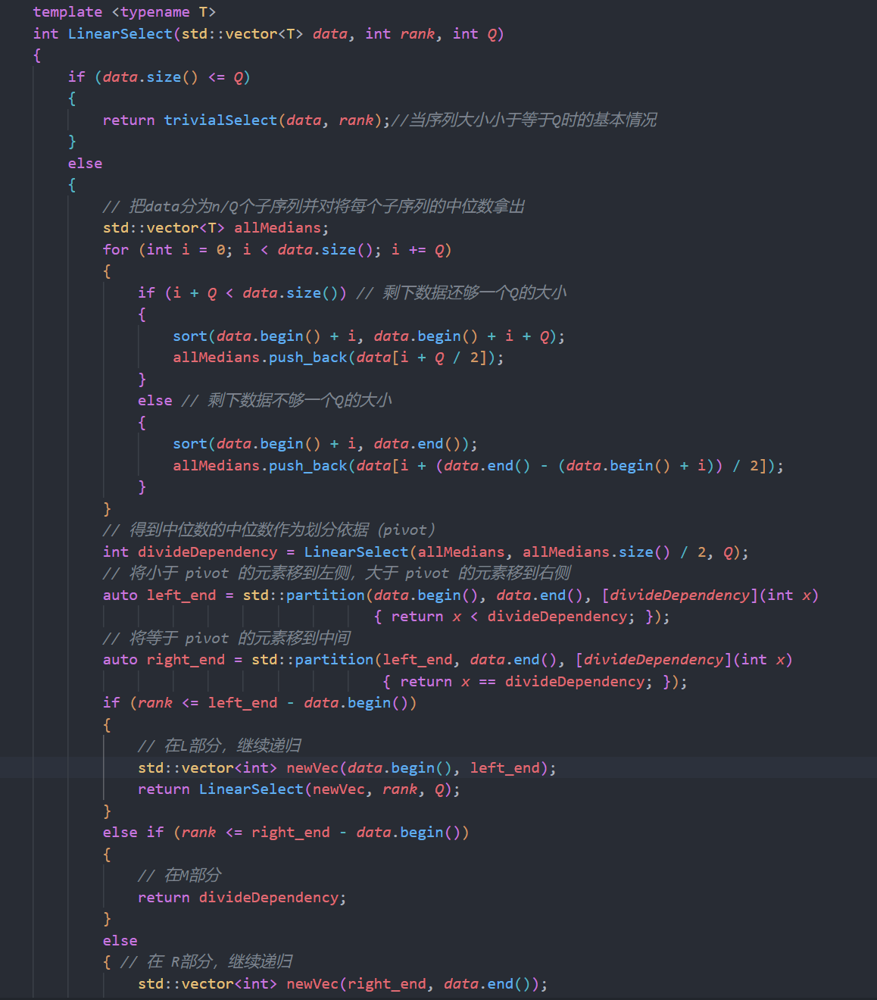 template <typename T>
int LinearSelect(std::vector<T> data, int rank, int Q)
{
    if (data.size() <= Q)
    {
        return trivialSelect(data, rank);//当序列大小小于等于Q时的基本情况
    }
    else
    {
        // 把data分为n/Q个子序列并对将每个子序列的中位数拿出
        std::vector<T> allMedians;
        for (int i = 0; i < data.size(); i += Q)
        {
            if (i + Q < data.size()) // 剩下数据还够一个Q的大小
            {
                sort(data.begin() + i, data.begin() + i + Q);
                allMedians.push_back(data[i + Q / 2]);
            }
            else // 剩下数据不够一个Q的大小
            {
                sort(data.begin() + i, data.end());
                allMedians.push_back(data[i + (data.end() - (data.begin() + i)) / 2]);
            }
        }
        // 得到中位数的中位数作为划分依据（pivot）
        int divideDependency = LinearSelect(allMedians, allMedians.size() / 2, Q);
        // 将小于 pivot 的元素移到左侧，大于 pivot 的元素移到右侧
        auto left_end = std::partition(data.begin(), data.end(), [divideDependency](int x)
                                       { return x < divideDependency; });
        // 将等于 pivot 的元素移到中间
        auto right_end = std::partition(left_end, data.end(), [divideDependency](int x)
                                        { return x == divideDependency; });
        if (rank <= left_end - data.begin())
        {
            // 在L部分，继续递归
            std::vector<int> newVec(data.begin(), left_end);
            return LinearSelect(newVec, rank, Q);
        }
        else if (rank <= right_end - data.begin())
        {
            // 在M部分
            return divideDependency;
        }
        else
        { // 在 R部分，继续递归
            std::vector<int> newVec(right_end, data.end());